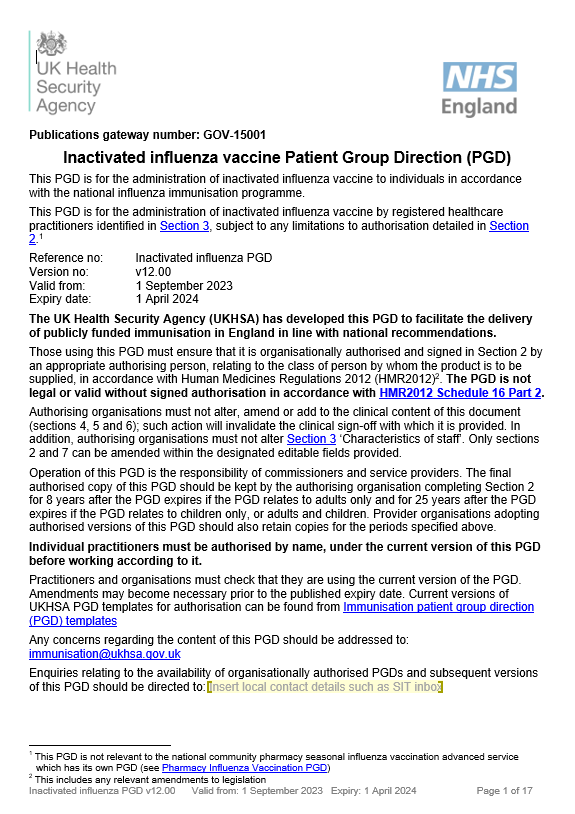 UK Health
Security
Agency
NHS
England
Publications gateway number: GOV-15001
Inactivated influenza vaccine Patient Group Direction (PGD)
This PGD is for the administration of inactivated influenza vaccine to individuals in accordance
with the national influenza immunisation programme.
This PGD is for the administration of inactivated influenza vaccine by registered healthcare
practitioners identified in Section 3, subject to any limitations to authorisation detailed in Section
2.1
Reference no: Inactivated influenza PGD
Version no: v12.00
Valid from: 1 September 2023
Expiry date: 1 April 2024
The UK Health Security Agency (UKHSA) has developed this PGD to facilitate the delivery
of publicly funded immunisation in England in line with national recommendations.
Those using this PGD must ensure that it is organisationally authorised and signed in Section 2 by
an appropriate authorising person, relating to the class of person by whom the product is to be
supplied, in accordance with Human Medicines Regulations 2012 (HMR2012)2. The PGD is not
legal or valid without signed authorisation in accordance with HMR2012 Schedule 16 Part 2.
Authorising organisations must not alter, amend or add to the clinical content of this document
(sections 4, 5 and 6); such action will invalidate the clinical sign-off with which it is provided. In
addition, authorising organisations must not alter Section 3 ‘Characteristics of staff’. Only sections
2 and 7 can be amended within the designated editable fields provided.
Operation of this PGD is the responsibility of commissioners and service providers. The final
authorised copy of this PGD should be kept by the authorising organisation completing Section 2
for 8 years after the PGD expires if the PGD relates to adults only and for 25 years after the PGD
expires if the PGD relates to children only, or adults and children. Provider organisations adopting
authorised versions of this PGD should also retain copies for the periods specified above.
Individual practitioners must be authorised by name, under the current version of this PGD
before working according to it.
Practitioners and organisations must check that they are using the current version of the PGD.
Amendments may become necessary prior to the published expiry date. Current versions of
UKHSA PGD templates for authorisation can be found from Immunisation patient group direction
(PGD) templates
Any concerns regarding the content of this PGD should be addressed to:
immunisation@ukhsa.gov.uk
Enquiries relating to the availability of organisationally authorised PGDs and subsequent versions
of this PGD should be directed to: Insert local contact details such as SIT inbox
1 This PGD is not relevant to the national community pharmacy seasonal influenza vaccination advanced service
which has its own PGD (see Pharmacy Influenza Vaccination PGD)
2 This includes any relevant amendments to legislation
Inactivated influenza PGD v12.00 Valid from: 1 September 2023 Expiry: 1 April 2024 Page 1 of 17